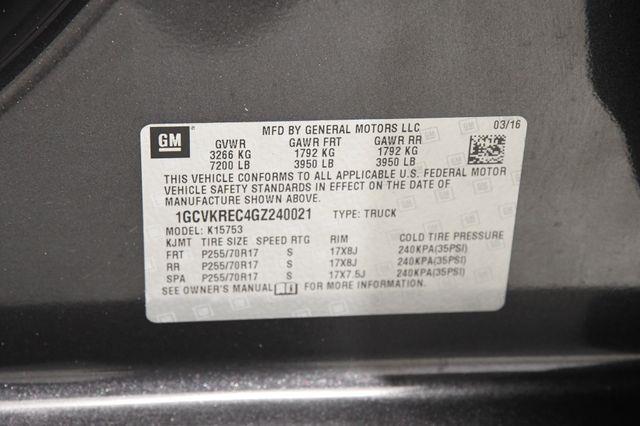 GM
MFD BY GENERAL MOTORS LLC 03/16
GVWR GAWR FRT GAWR RR
3266 KG 1792 KG 1792 KG
7200 LB 3950 LB 3950 LB
THIS VEHICLE CONFORMS TO ALL APPLICABLE U.S. FEDERAL MOTOR
VEHICLE SAFETY STANDARDS IN EFFECT ON THE DATE OF
MANUFACTURE SHOWN ABOVE.
1GCVKREC4GZ240021 TYPE: TRUCK
MODEL: K15753
KJMT TIRE SIZE SPEED RTG RIM COLD TIRE PRESSURE
FRT P255/70R17 S 17X8J 240KPA(35PSI)
RR P255/70R17 S 17X8J 240KPA(35PSI)
SPA P255/70R17 S 17X7.5J 240KPA(35PSI)
SEE OWNER'S MANUAL FOR MORE INFORMATION.